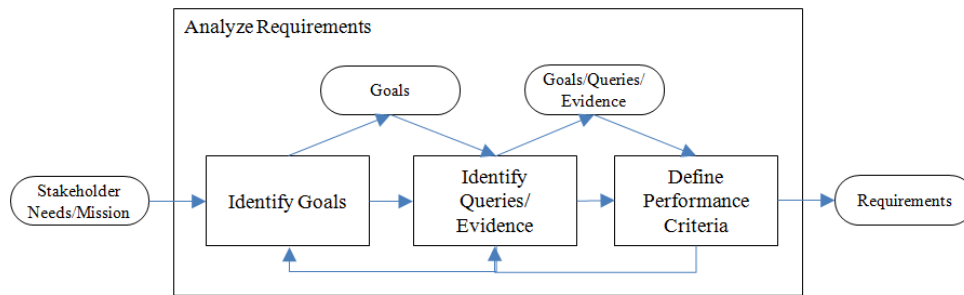 Analyze Requirements
Goals
Goals/Queries/
Evidence
Stakeholder
Needs/Mission
Identify Goals
Identify
Queries/
Evidence
Define
Performance
Criteria
Requirements